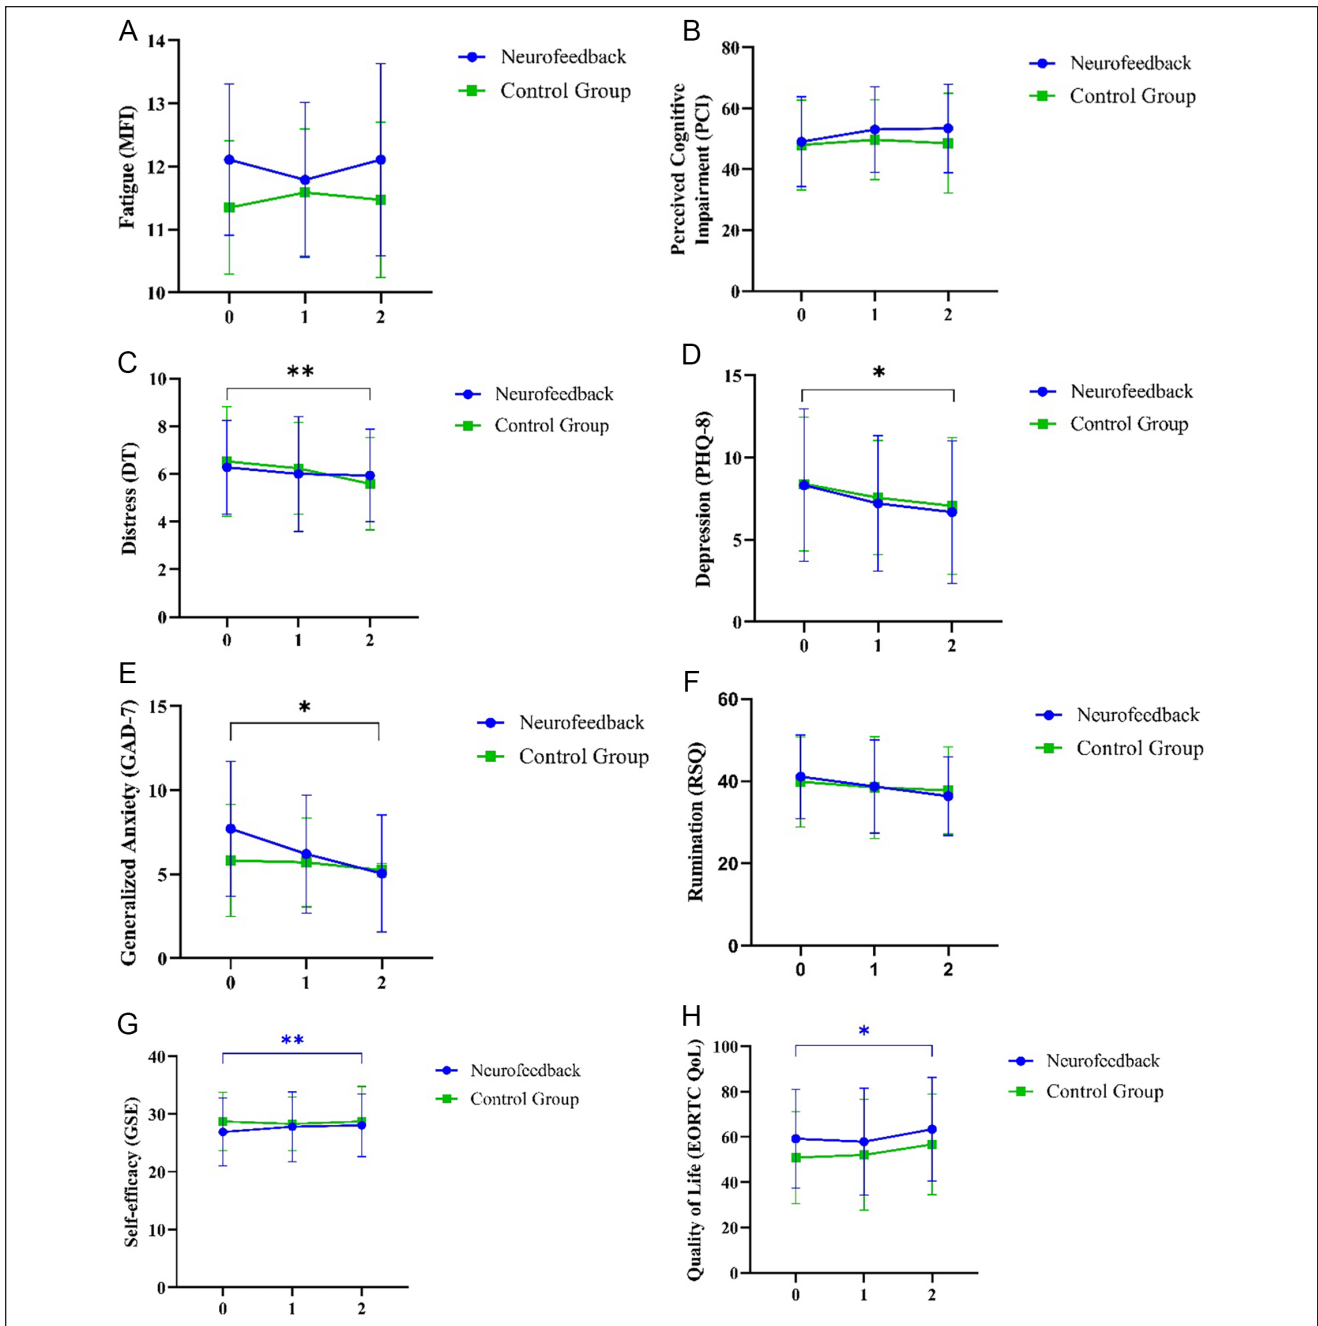 A
14
13
12
11
10
Fatigue (MFI)
0 1 2
Neurofeedback
Control Group
B
80
60
40
20
0
Perceived Cognitive
Impairment (PCI)
0 1 2
Neurofeedback
Control Group
C
**
10
8
6
4
2
0
Distress (DT)
0 1 2
Neurofeedback
Control Group
D
*
15
10
5
0
Depression (PHQ-8)
0 1 2
Neurofeedback
Control Group
E
*
15
10
5
0
Generalized Anxiety (GAD-7)
0 1 2
Neurofeedback
Control Group
F
60
40
20
0
Rumination (RSQ)
0 1 2
Neurofeedback
Control Group
G
**
40
30
20
10
0
Self-efficacy (GSE)
0 1 2
Neurofeedback
Control Group
H
*
100
80
60
40
20
0
Quality of Life (EORTC QoL)
0 1 2
Neurofeedback
Control Group